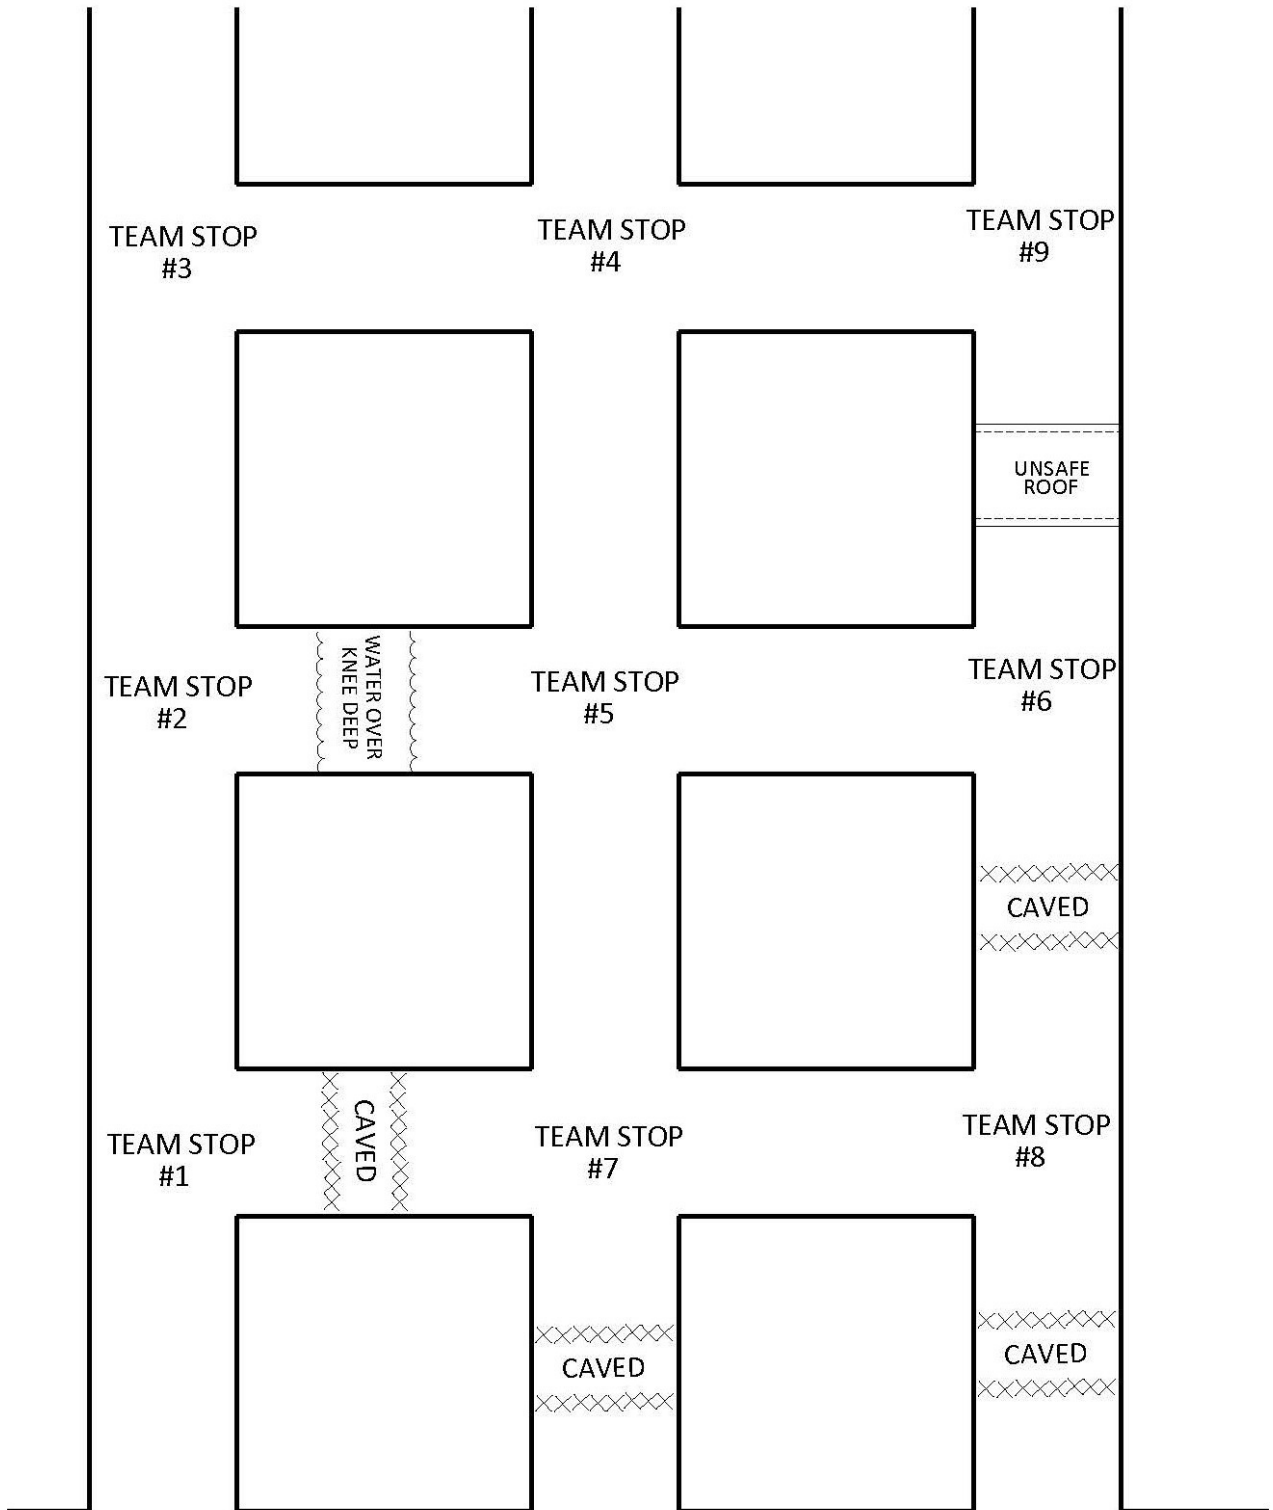 TEAM STOP
#3
TEAM STOP
#4
TEAM STOP
#9
UNSAFE
ROOF
TEAM STOP
#2
WATER OVER
KNEE DEEP
TEAM STOP
#5
TEAM STOP
#6
CAVED
TEAM STOP
#1
CAVED
TEAM STOP
#7
TEAM STOP
#8
CAVED
CAVED